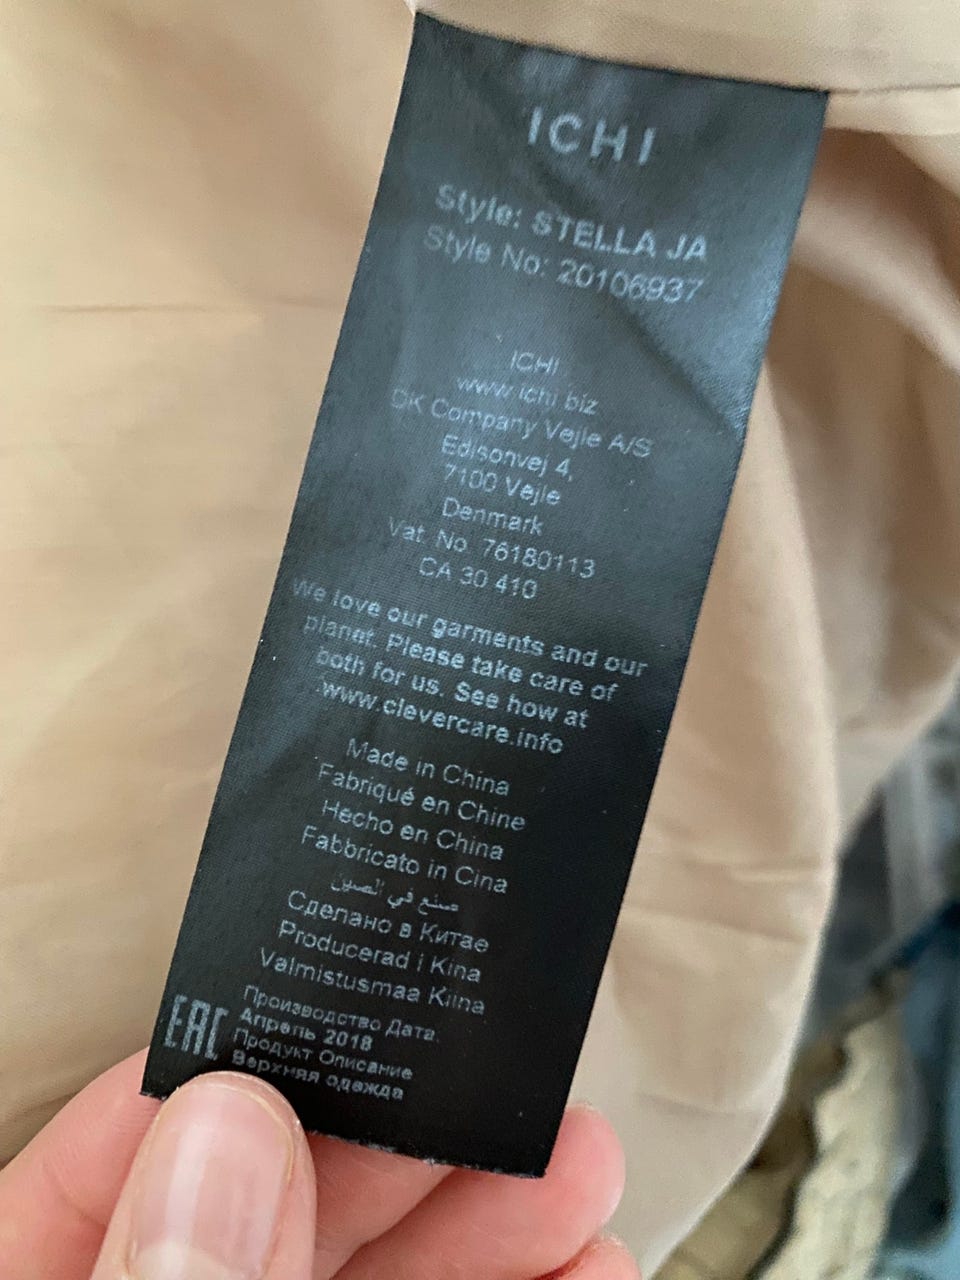 ICHI
Style: STELLA JA
Style No: 20106937
ICHI
www.ichi.biz
DK Company Vejle A/S
Edisonvej 4,
7100 Vejle
Denmark
Vat. No. 76180113
CA 30 410
We love our garments and our
planet. Please take care of
both for us. See how at
www.clevercare.info
Made in China
Fabriqué en Chine
Hecho en China
Fabbricato in Cina
صنع في الصين
Сделано в Китае
Producerad i Kina
Valmistusmaa Kiina
EAC
Производство Дата:
Апрель 2018
Продукт Описание
Верхняя одежда